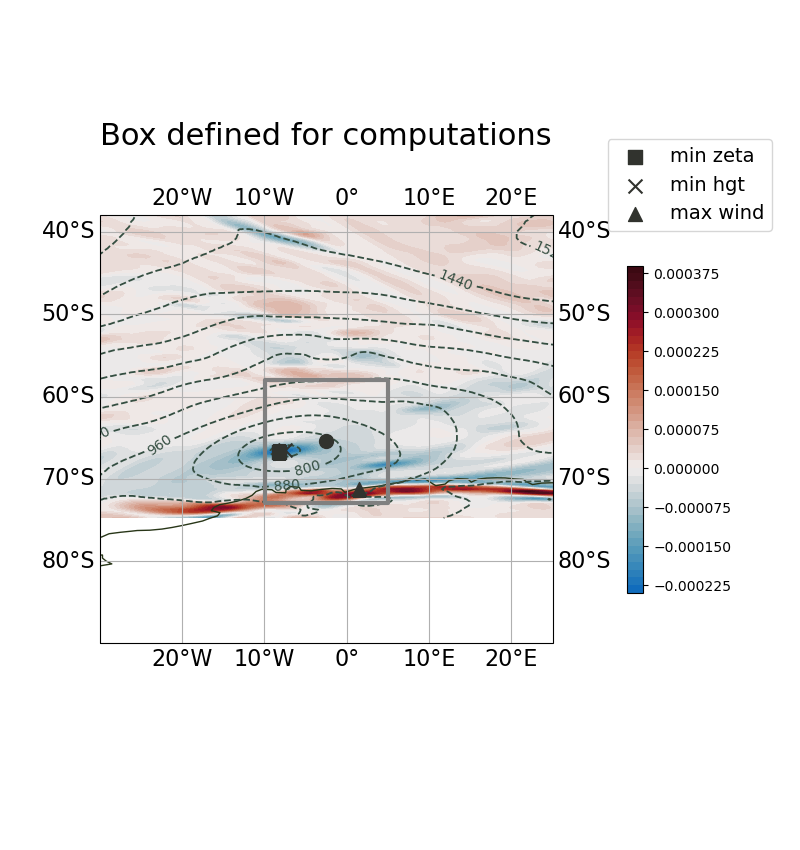 Box defined for computations
min zeta
min hgt
max wind
20°W 10°W 0° 10°E 20°E
40°S 40°S
15
1440
50°S 50°S
60°S 60°S
0
960
800
880
70°S 70°S
80°S 80°S
20°W 10°W 0° 10°E 20°E
0.000375
0.000300
0.000225
0.000150
0.000075
0.000000
−0.000075
−0.000150
−0.000225